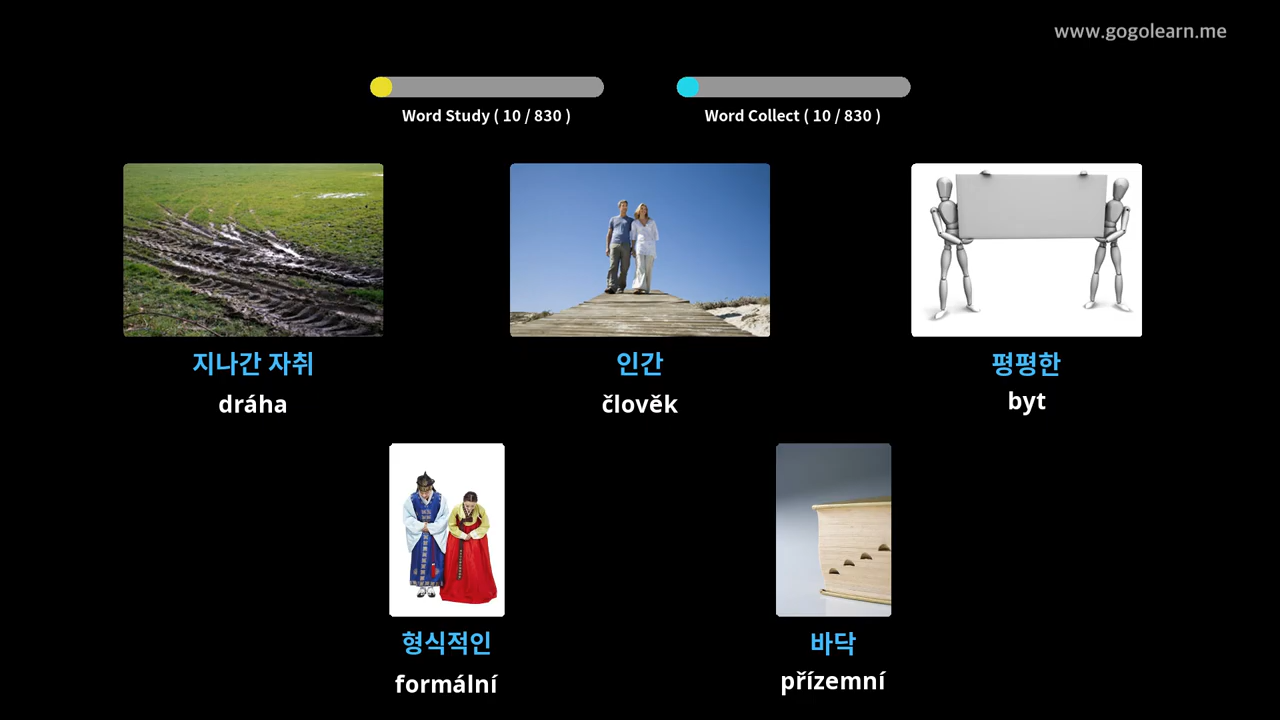 www.gogolearn.me
Word Study ( 10 / 830 )
Word Collect ( 10 / 830 )
지나간 자취
dráha
인간
člověk
평평한
byt
형식적인
formální
바닥
přízemní